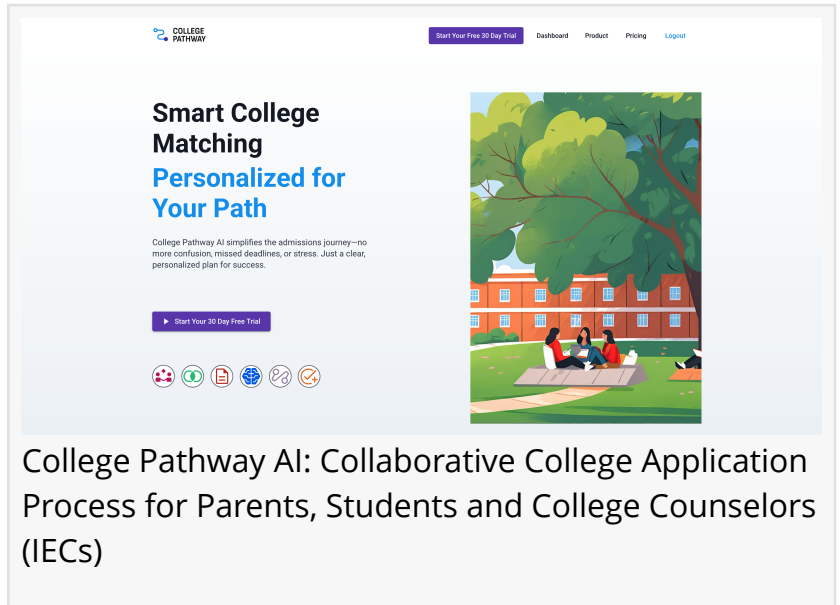 COLLEGE
PATHWAY
Start Your Free 30 Day Trial
Dashboard
Product
Pricing
Logout
Smart College
Matching
Personalized for
Your Path
College Pathway AI simplifies the admissions journey—no
more confusion, missed deadlines, or stress. Just a clear,
personalized plan for success.
Start Your 30 Day Free Trial
College Pathway AI: Collaborative College Application
Process for Parents, Students and College Counselors
(IECs)